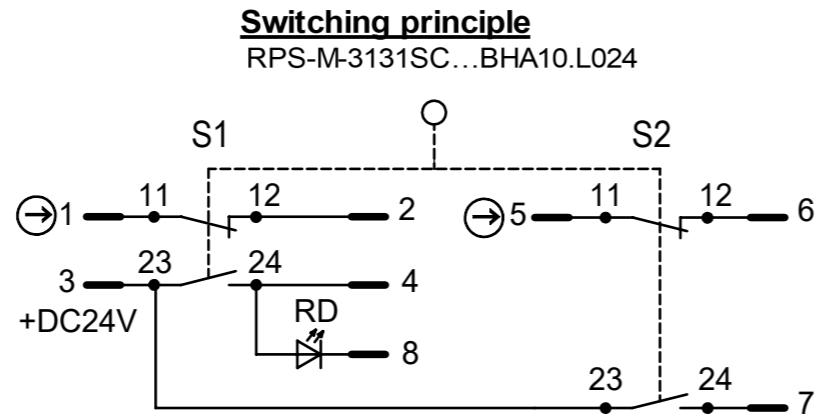 Switching principle
RPS-M-3131SC...BHA10.L024
S1 S2
1 11 12 2 5 11 12 6
3 23 24 4
+DC24V RD
8
23 24 7